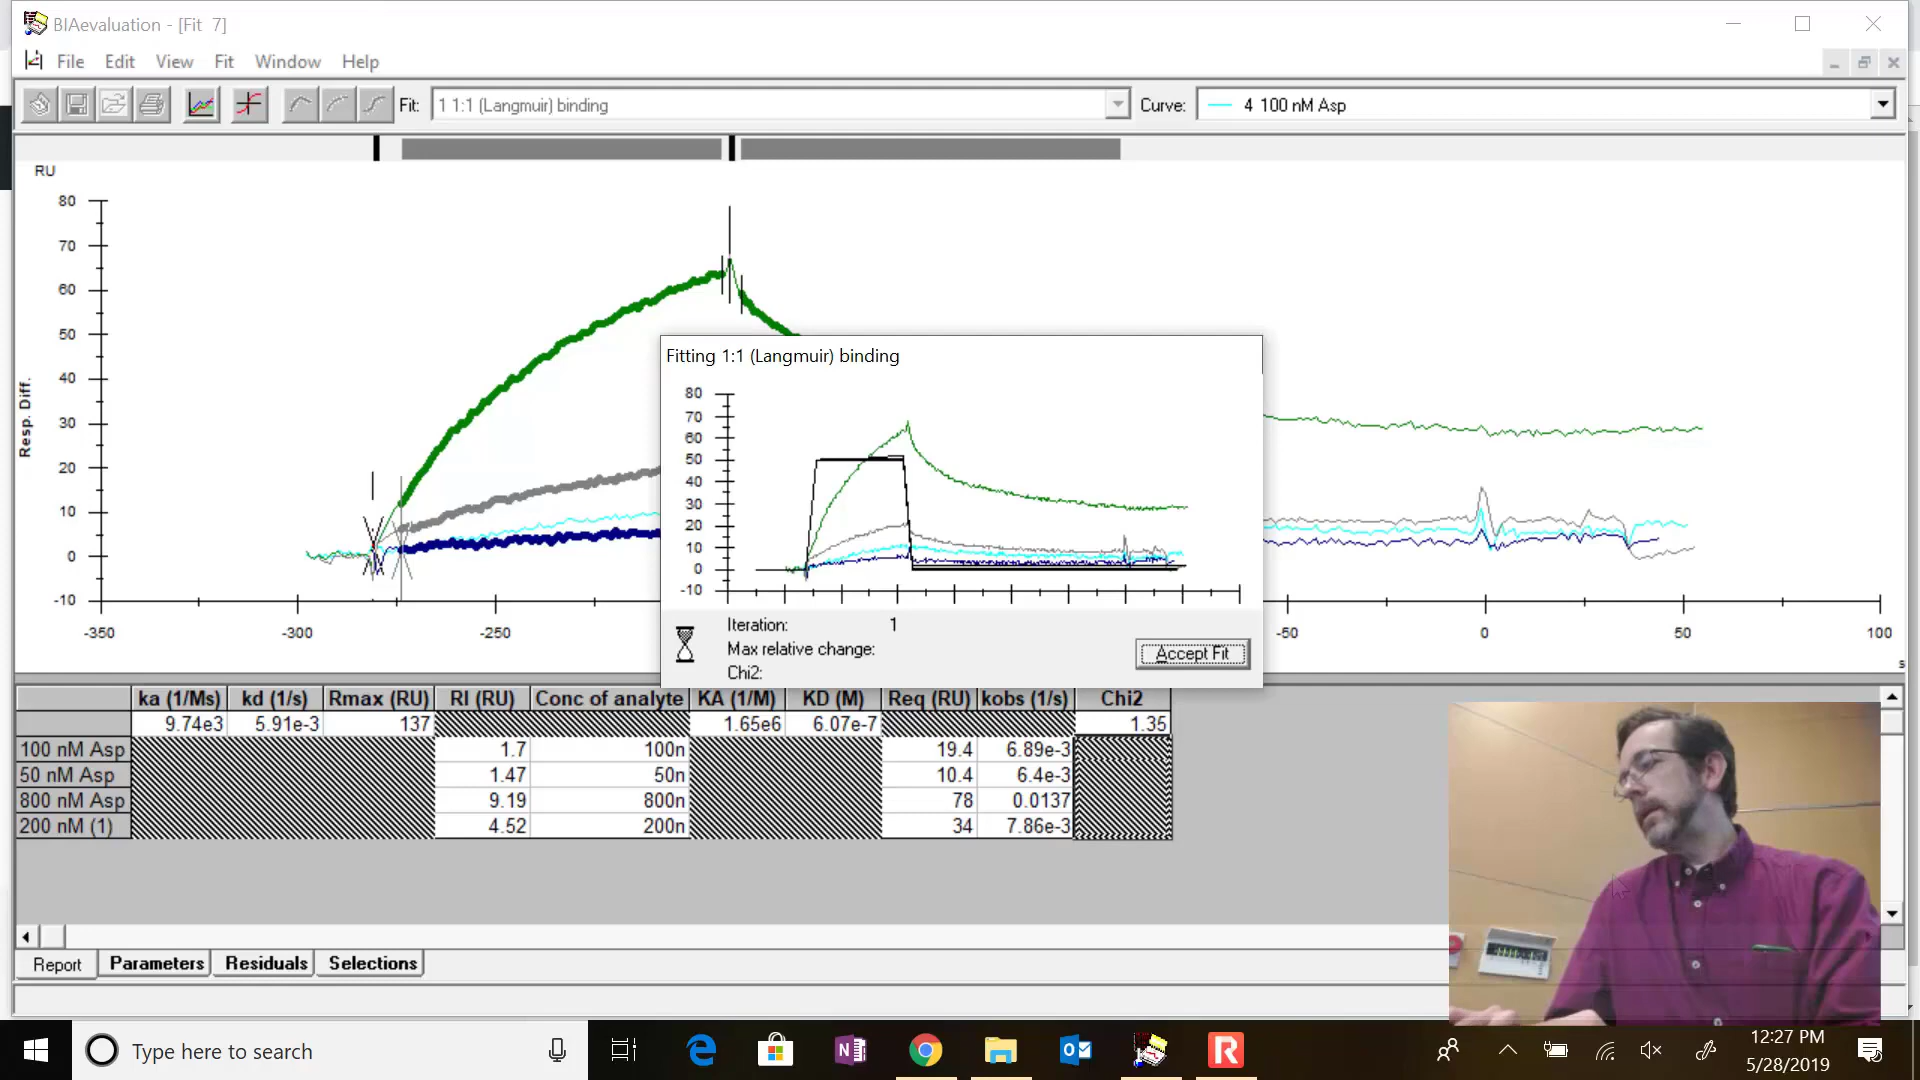 BIAevaluation - [Fit 7]
File Edit View Fit Window Help
Fit: 1 1:1 (Langmuir) binding Curve: 4 100 nM Asp
RU
80
70
60
50
40
30
20
10
0
-10
Resp. Diff.
-350 -300 -250 -50 0 50 100
s
Fitting 1:1 (Langmuir) binding
80
70
60
50
40
30
20
10
0
-10
Iteration: 1
Max relative change:
Chi2:
Accept Fit
ka (1/Ms) kd (1/s) Rmax (RU) RI (RU) Conc of analyte KA (1/M) KD (M) Req (RU) kobs (1/s) Chi2
9.74e3 5.91e-3 137 1.65e6 6.07e-7 1.35
100 nM Asp 1.7 100n 19.4 6.89e-3
50 nM Asp 1.47 50n 10.4 6.4e-3
800 nM Asp 9.19 800n 78 0.0137
200 nM (1) 4.52 200n 34 7.86e-3
Report Parameters Residuals Selections
Type here to search
12:27 PM
5/28/2019